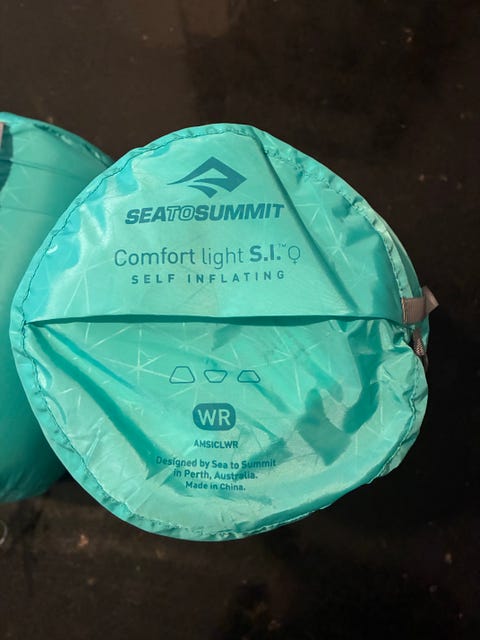 SEATOSUMMIT
Comfort light S.I.™♀
SELF INFLATING
WR
AMSICLWR
Designed by Sea to Summit
in Perth, Australia.
Made in China.